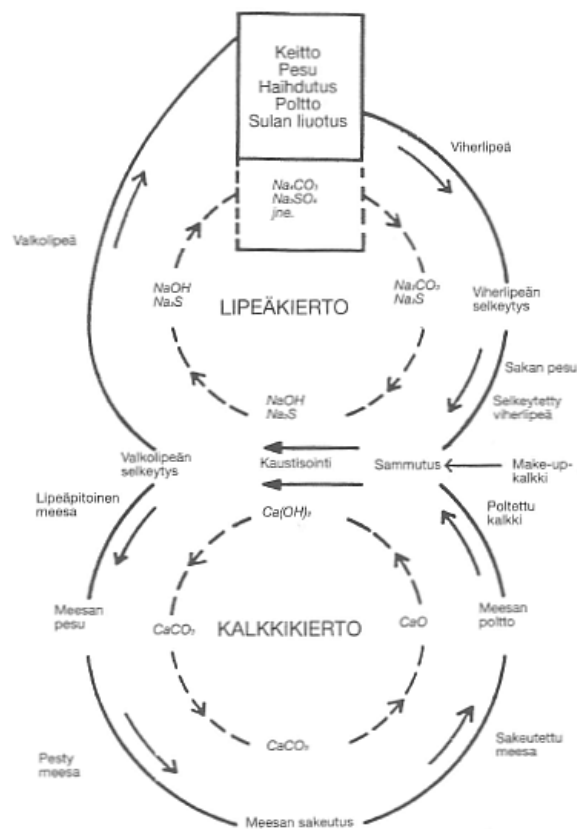 Keitto
Pesu
Haihdutus
Poltto
Sulan liuotus
Viherlipeä
Na₂CO₃
Na₂SO₄
jne.
Valkolipeä
NaOH
Na₂S
Na₂CO₃
Na₂S
LIPEÄKIERTO
Viherlipeän
selkeytys
Sakan pesu
Selkeytetty
viherlipeä
NaOH
Na₂S
Valkolipeän
selkeytys
Kaustisointi
Sammutus
Make-up-
kalkki
Lipeäpitoinen
meesa
Poltettu
kalkki
Ca(OH)₂
Meesan
pesu
CaCO₃
KALKKIKIERTO
CaO
Meesan
poltto
CaCO₃
Pesty
meesa
Sakeutettu
meesa
Meesan sakeutus